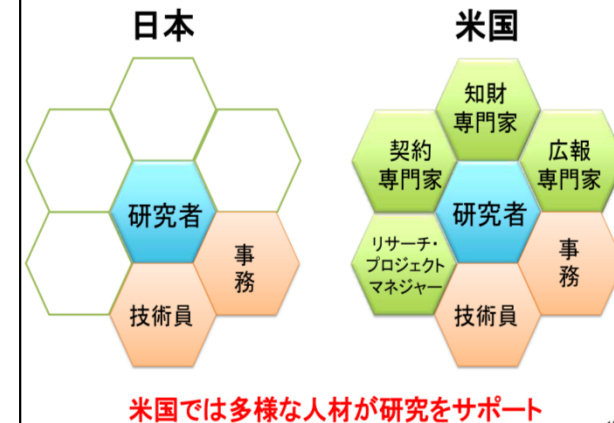 日本
研究者
事
務
技術員
米国
知財
専門家
契約
専門家
広報
専門家
研究者
リサーチ・
プロジェクト
マネジャー
事
務
技術員
米国では多様な人材が研究をサポート